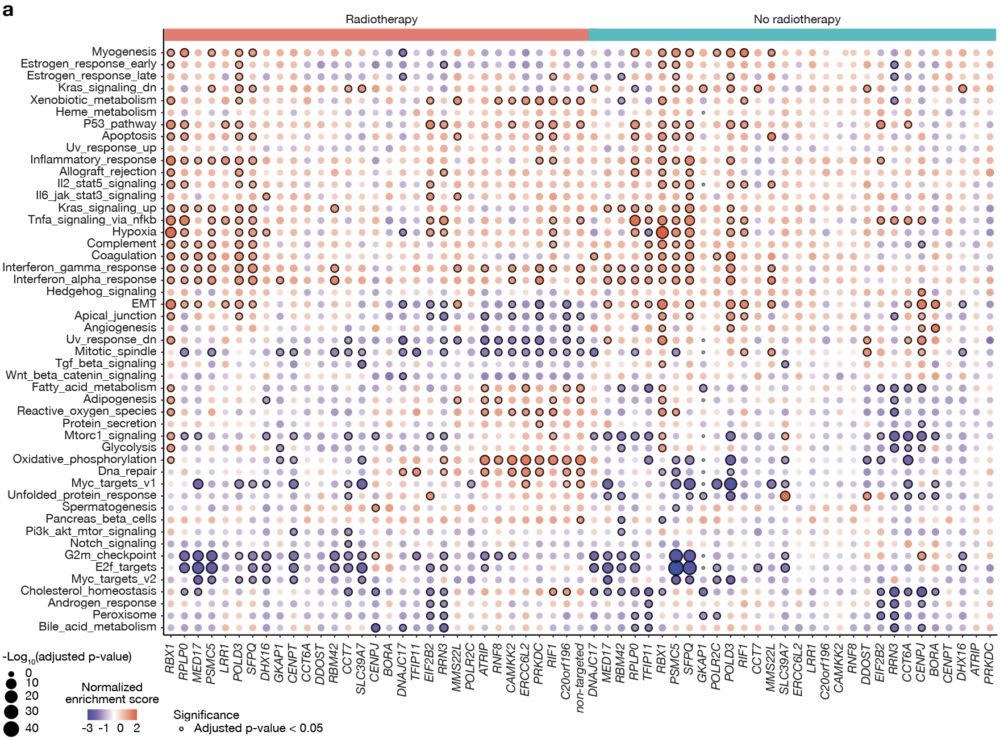 a
Radiotherapy
No radiotherapy
Myogenesis
Estrogen_response_early
Estrogen_response_late
Kras_signaling_dn
Xenobiotic_metabolism
Heme_metabolism
P53_pathway
Apoptosis
Uv_response_up
Inflammatory_response
Allograft_rejection
Il2_stat5_signaling
Il6_jak_stat3_signaling
Kras_signaling_up
Tnfa_signaling_via_nfkb
Hypoxia
Complement
Coagulation
Interferon_gamma_response
Interferon_alpha_response
Hedgehog_signaling
EMT
Apical_junction
Angiogenesis
Uv_response_dn
Mitotic_spindle
Tgf_beta_signaling
Wnt_beta_catenin_signaling
Fatty_acid_metabolism
Adipogenesis
Reactive_oxygen_species
Protein_secretion
Mtorc1_signaling
Glycolysis
Oxidative_phosphorylation
Dna_repair
Myc_targets_v1
Unfolded_protein_response
Spermatogenesis
Pancreas_beta_cells
Pi3k_akt_mtor_signaling
Notch_signaling
G2m_checkpoint
E2f_targets
Myc_targets_v2
Cholesterol_homeostasis
Androgen_response
Peroxisome
Bile_acid_metabolism
RBX1
RPLP0
MED17
PSMC5
LRR1
POLD3
SFPQ
DHX16
GKAP1
CENPT
CCT6A
DDOST
RBM42
CCT7
SLC39A7
CENPJ
BORA
DNAJC17
TFIP11
EIF2B2
RRN3
MMS22L
POLR2C
ATRIP
RNF8
CAMKK2
ERCC6L2
PRKDC
RIF1
C20orf196
non-targeted
DNAJC17
MED17
RBM42
RPLP0
TFIP11
RBX1
PSMC5
SFPQ
GKAP1
POLR2C
POLD3
RIF1
CCT7
MMS22L
SLC39A7
ERCC6L2
LRR1
C20orf196
CAMKK2
RNF8
DDOST
EIF2B2
RRN3
CCT6A
CENPJ
BORA
CENPT
DHX16
ATRIP
PRKDC
-Log10(adjusted p-value)
0
10
20
30
40
Normalized
enrichment score
-3 -1 0 2
Significance
Adjusted p-value < 0.05